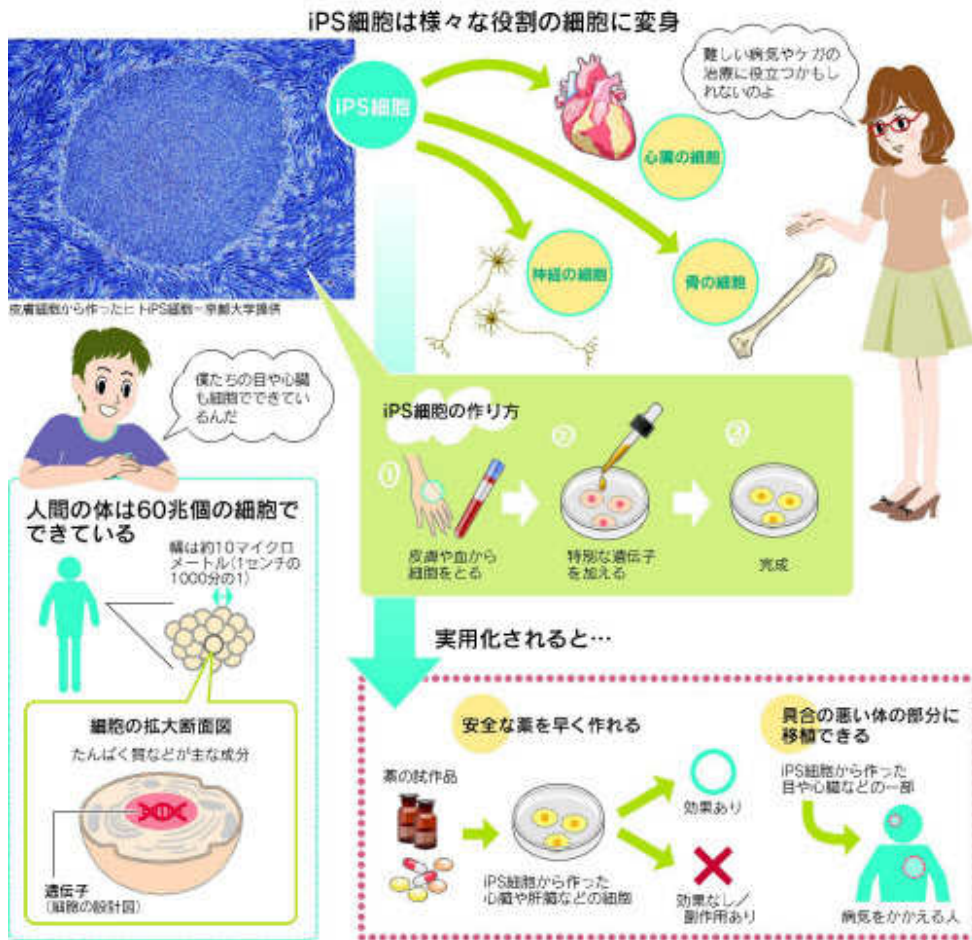 iPS細胞は様々な役割の細胞に変身
難しい病気やケガの
治療に役立つかもし
れないのよ
iPS細胞
心臓の細胞
神経の細胞
骨の細胞
皮膚細胞から作ったヒトiPS細胞＝京都大学提供
僕たちの目や心臓
も細胞でできてい
るんだ
iPS細胞の作り方
①
皮膚や血から
細胞をとる
②
特別な遺伝子
を加える
③
完成
人間の体は60兆個の細胞で
できている
幅は約10マイクロ
メートル(1センチの
1000分の1)
細胞の拡大断面図
たんぱく質などが主な成分
遺伝子
(細胞の設計図)
実用化されると…
安全な薬を早く作れる
薬の試作品
iPS細胞から作った
心臓や肝臓などの細胞
効果あり
効果なし／
副作用あり
具合の悪い体の部分に
移植できる
iPS細胞から作った
目や心臓などの一部
病気をかかえる人